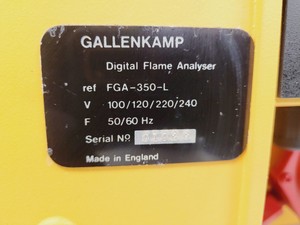 GALLENKAMP
Digital Flame Analyser
ref FGA-350-L
V 100/120/220/240
F 50/60 Hz
Serial Nº
Made in England